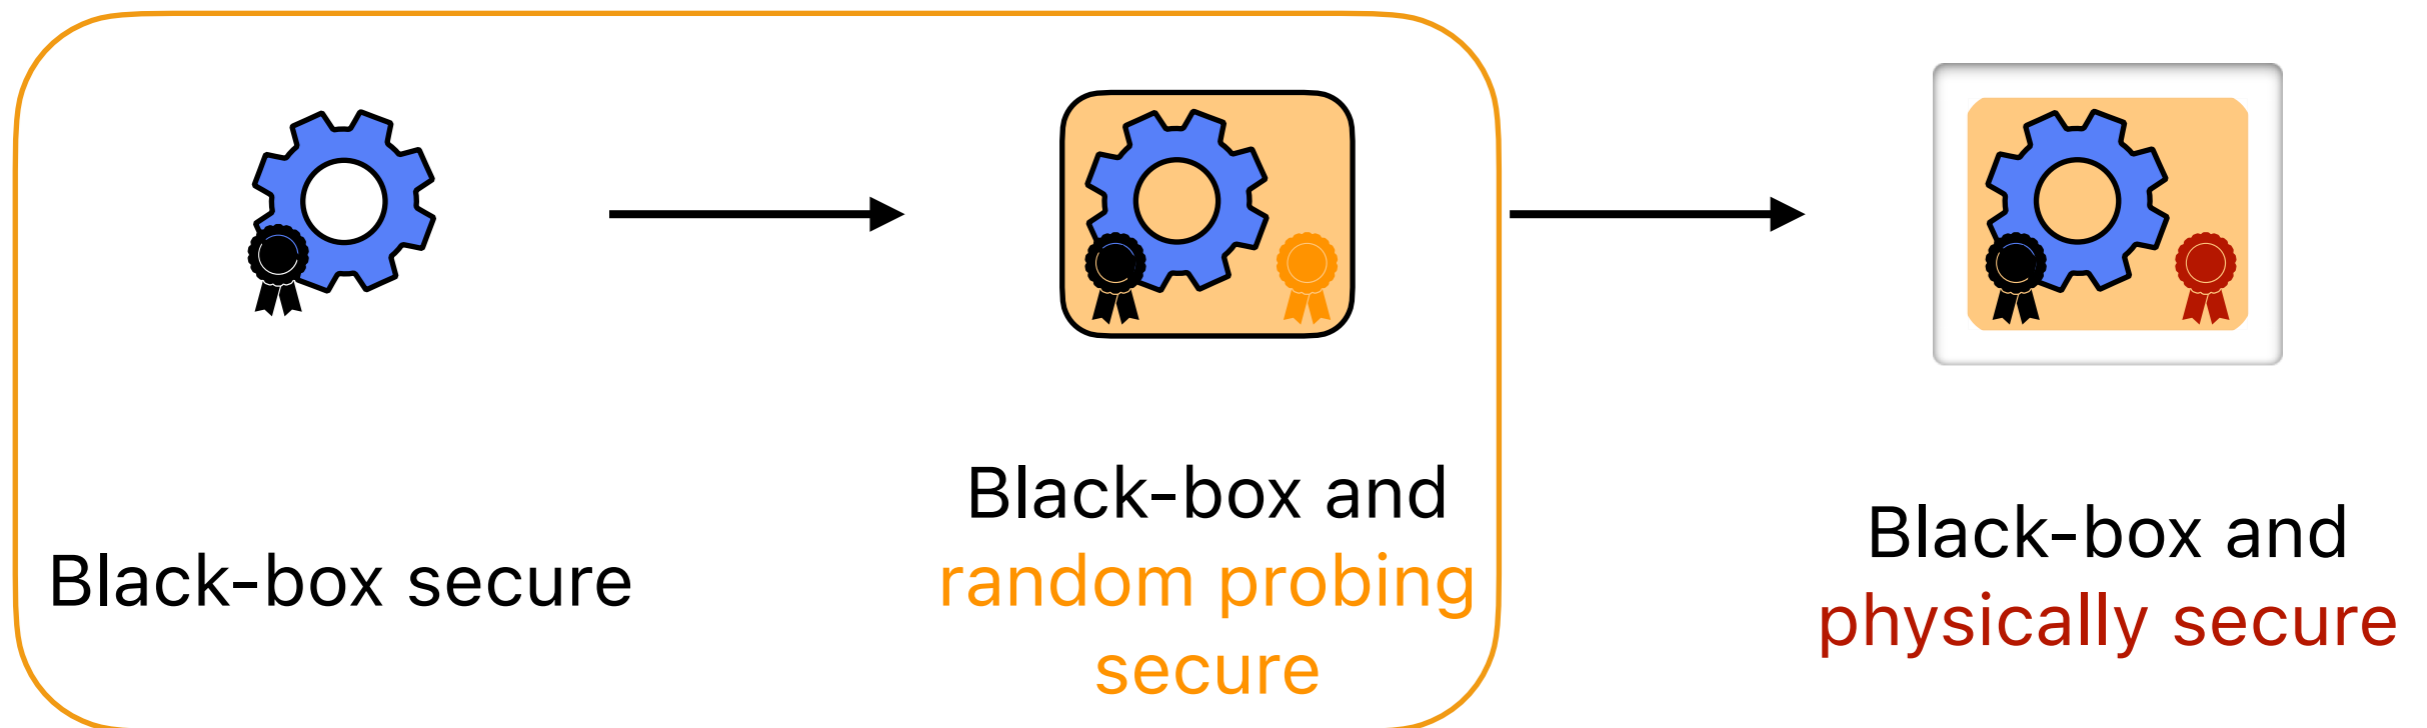 Black-box secure
Black-box and
random probing
secure
Black-box and
physically secure